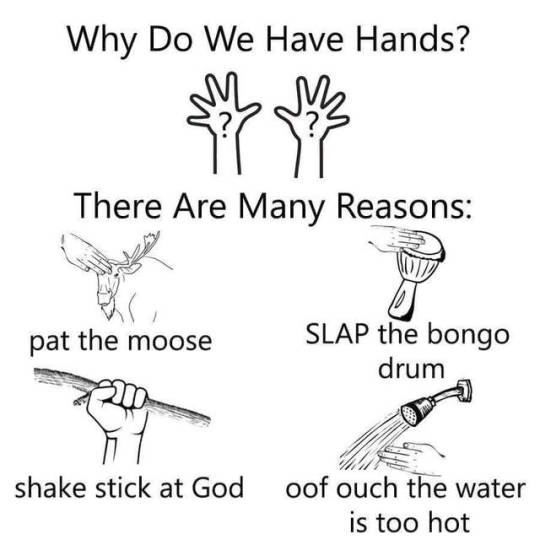 Why Do We Have Hands?
? ?
There Are Many Reasons:
pat the moose
SLAP the bongo
drum
shake stick at God
oof ouch the water
is too hot